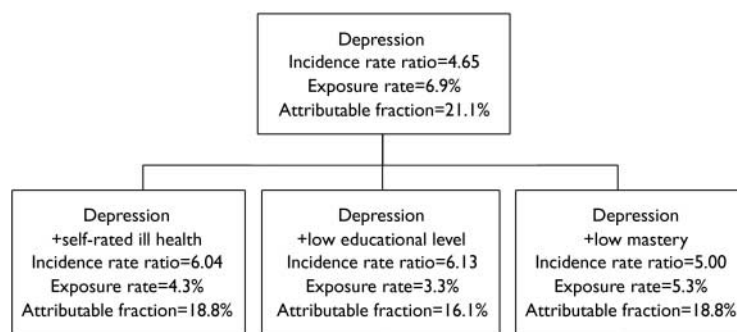 Depression
Incidence rate ratio=4.65
Exposure rate=6.9%
Attributable fraction=21.1%
Depression
+self-rated ill health
Incidence rate ratio=6.04
Exposure rate=4.3%
Attributable fraction=18.8%
Depression
+low educational level
Incidence rate ratio=6.13
Exposure rate=3.3%
Attributable fraction=16.1%
Depression
+low mastery
Incidence rate ratio=5.00
Exposure rate=5.3%
Attributable fraction=18.8%